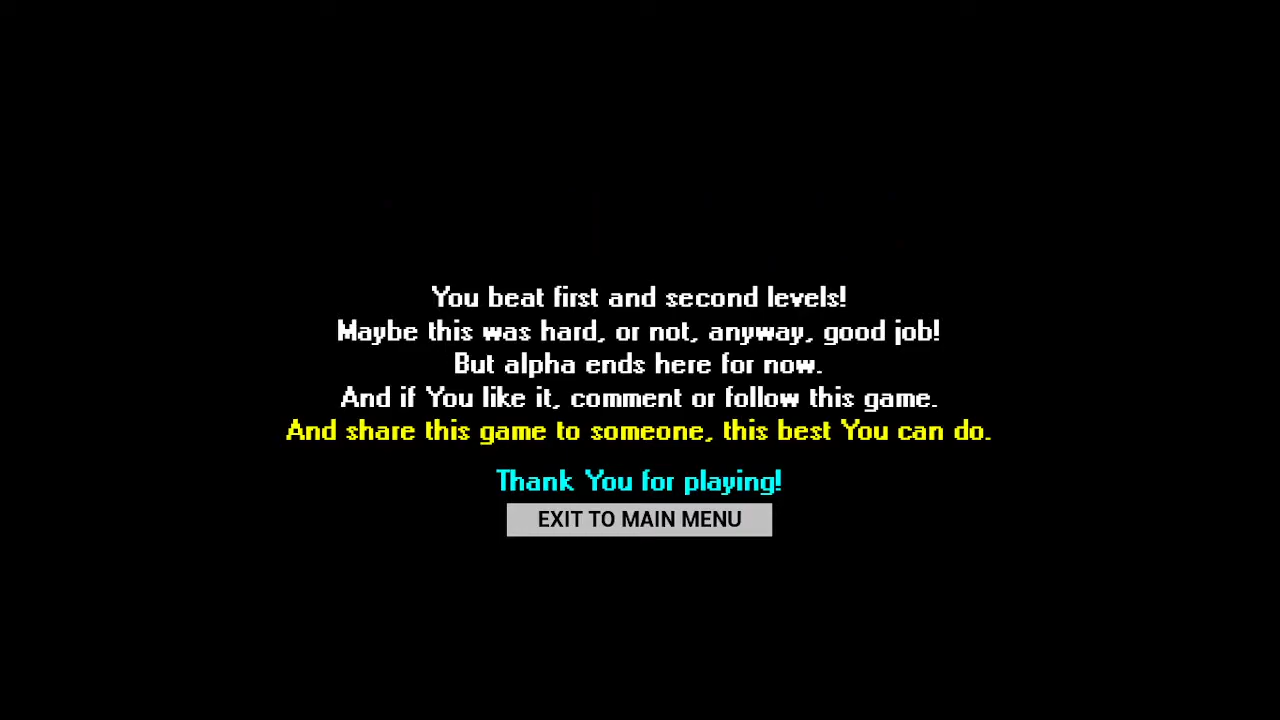 You beat first and second levels!
Maybe this was hard, or not, anyway, good job!
But alpha ends here for now.
And if You like it, comment or follow this game.
And share this game to someone, this best You can do.
Thank You for playing!
EXIT TO MAIN MENU